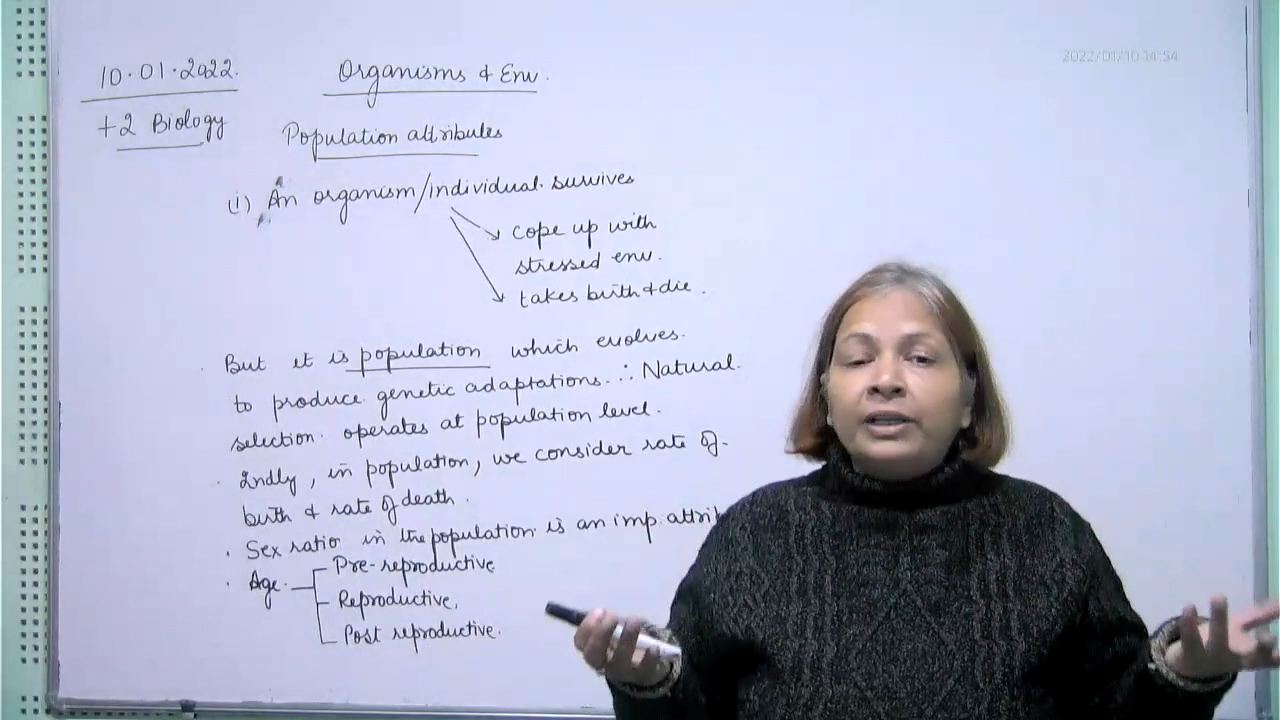 10.01.2022.
Organisms & Env.
2022/01/10 14:54
+2 Biology
Population attributes
(i) An organism/individual survives
cope up with
stressed env.
takes birth & die.
But it is population which evolves.
to produce genetic adaptations. ∴ Natural.
selection. operates at population level.
2ndly, in population, we consider rate of
birth & rate of death.
Sex ratio in the population is an imp. attrib
Age
Pre-reproductive
Reproductive.
Post reproductive.